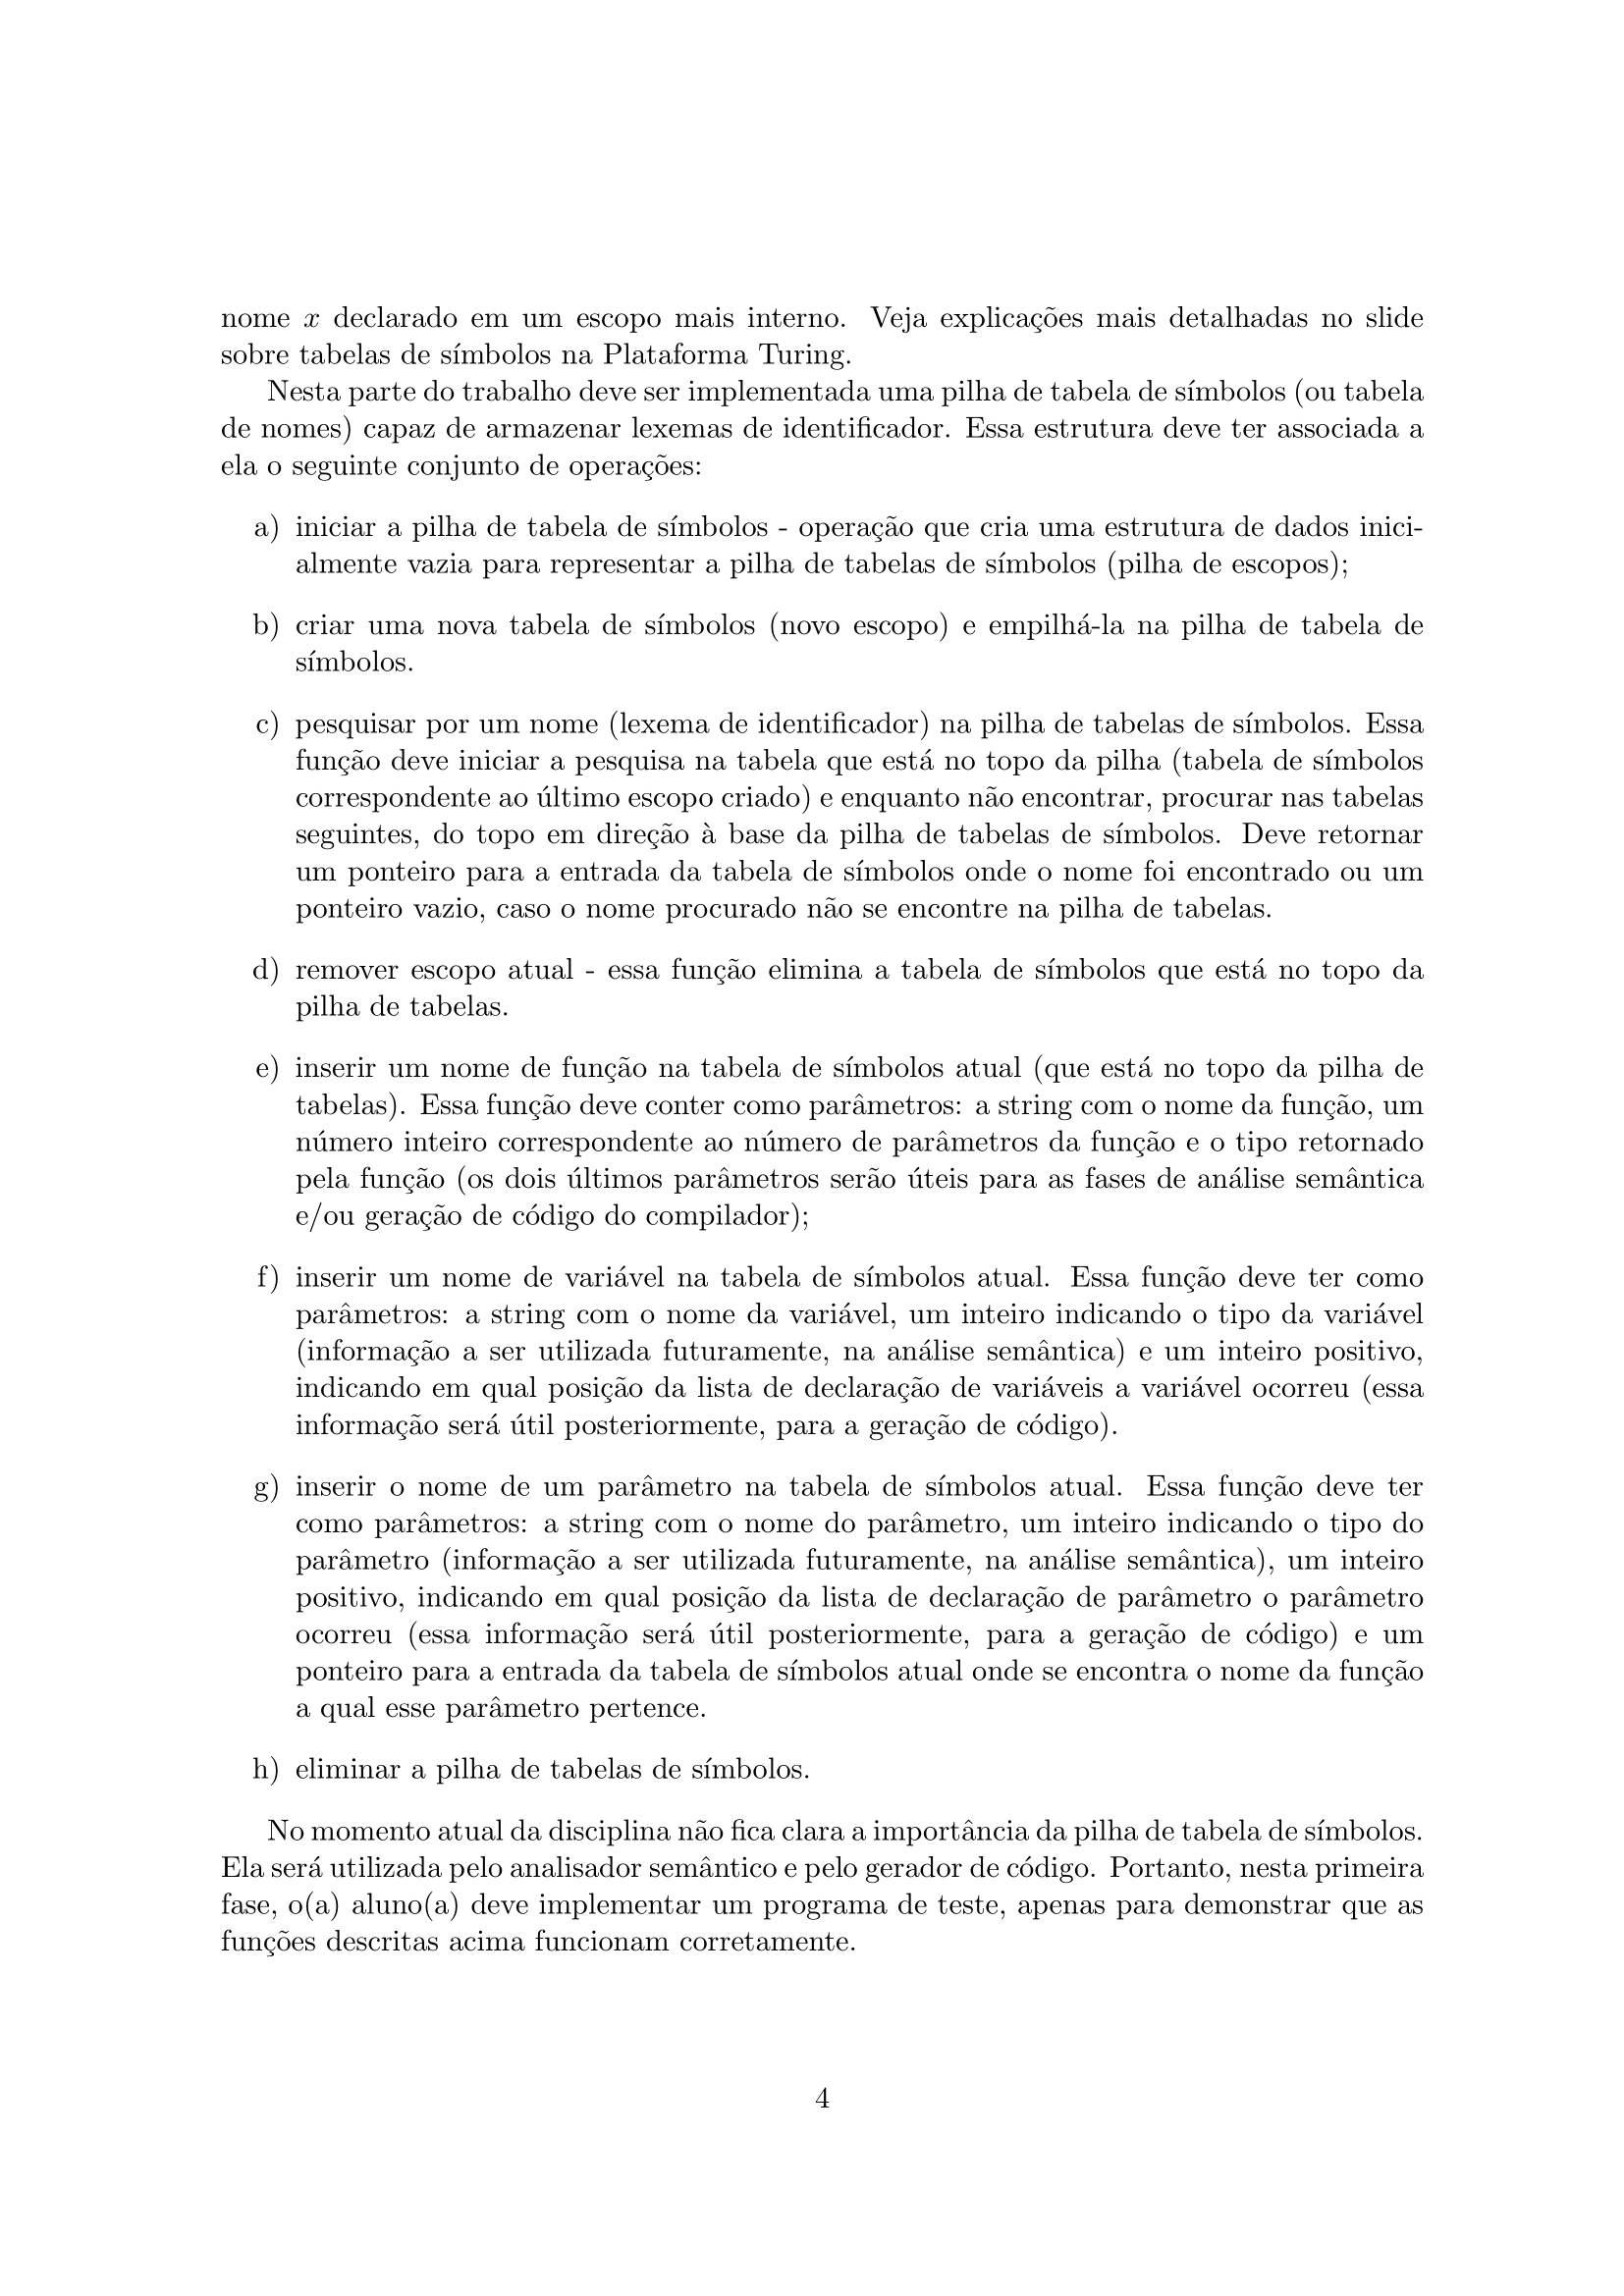 nome x declarado em um escopo mais interno. Veja explicações mais detalhadas no slide
sobre tabelas de símbolos na Plataforma Turing.
Nesta parte do trabalho deve ser implementada uma pilha de tabela de símbolos (ou tabela
de nomes) capaz de armazenar lexemas de identificador. Essa estrutura deve ter associada a
ela o seguinte conjunto de operações:
a) iniciar a pilha de tabela de símbolos - operação que cria uma estrutura de dados inici-
almente vazia para representar a pilha de tabelas de símbolos (pilha de escopos);
b) criar uma nova tabela de símbolos (novo escopo) e empilhá-la na pilha de tabela de
símbolos.
c) pesquisar por um nome (lexema de identificador) na pilha de tabelas de símbolos. Essa
função deve iniciar a pesquisa na tabela que está no topo da pilha (tabela de símbolos
correspondente ao último escopo criado) e enquanto não encontrar, procurar nas tabelas
seguintes, do topo em direção à base da pilha de tabelas de símbolos. Deve retornar
um ponteiro para a entrada da tabela de símbolos onde o nome foi encontrado ou um
ponteiro vazio, caso o nome procurado não se encontre na pilha de tabelas.
d) remover escopo atual - essa função elimina a tabela de símbolos que está no topo da
pilha de tabelas.
e) inserir um nome de função na tabela de símbolos atual (que está no topo da pilha de
tabelas). Essa função deve conter como parâmetros: a string com o nome da função, um
número inteiro correspondente ao número de parâmetros da função e o tipo retornado
pela função (os dois últimos parâmetros serão úteis para as fases de análise semântica
e/ou geração de código do compilador);
f) inserir um nome de variável na tabela de símbolos atual. Essa função deve ter como
parâmetros: a string com o nome da variável, um inteiro indicando o tipo da variável
(informação a ser utilizada futuramente, na análise semântica) e um inteiro positivo,
indicando em qual posição da lista de declaração de variáveis a variável ocorreu (essa
informação será útil posteriormente, para a geração de código).
g) inserir o nome de um parâmetro na tabela de símbolos atual. Essa função deve ter
como parâmetros: a string com o nome do parâmetro, um inteiro indicando o tipo do
parâmetro (informação a ser utilizada futuramente, na análise semântica), um inteiro
positivo, indicando em qual posição da lista de declaração de parâmetro o parâmetro
ocorreu (essa informação será útil posteriormente, para a geração de código) e um
ponteiro para a entrada da tabela de símbolos atual onde se encontra o nome da função
a qual esse parâmetro pertence.
h) eliminar a pilha de tabelas de símbolos.
No momento atual da disciplina não fica clara a importância da pilha de tabela de símbolos.
Ela será utilizada pelo analisador semântico e pelo gerador de código. Portanto, nesta primeira
fase, o(a) aluno(a) deve implementar um programa de teste, apenas para demonstrar que as
funções descritas acima funcionam corretamente.
4